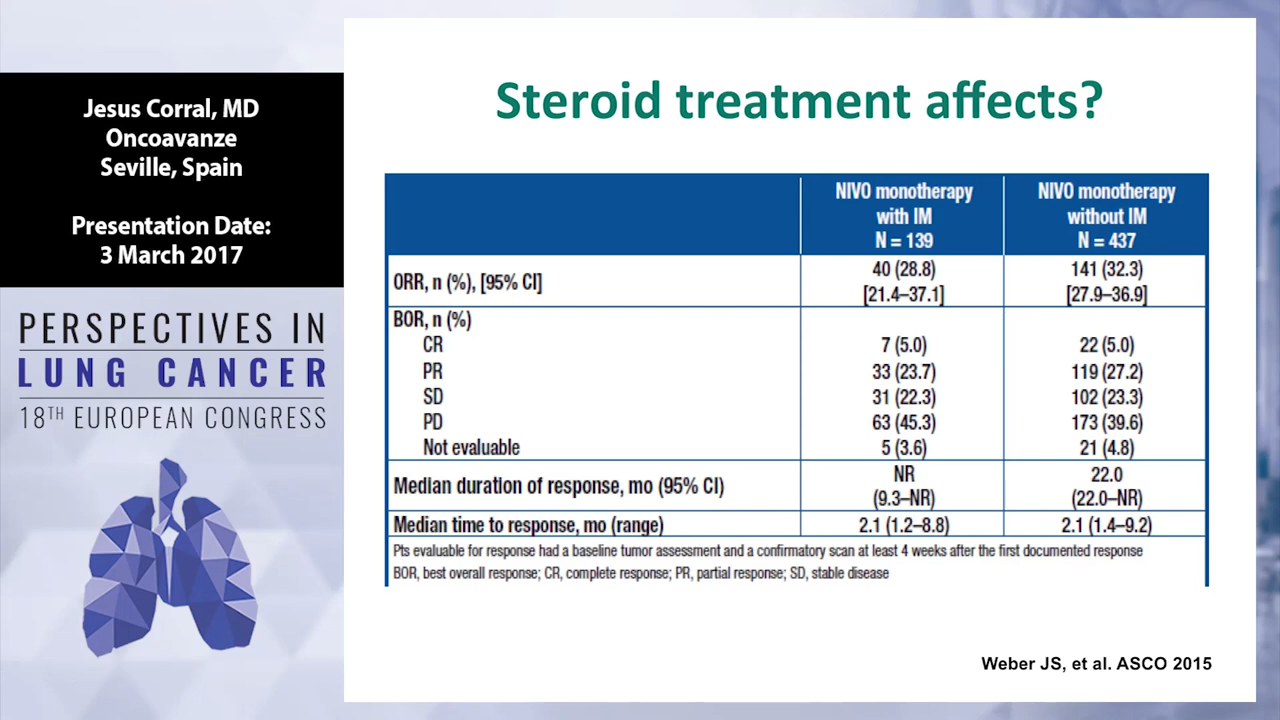 Jesus Corral, MD
Oncoavanze
Seville, Spain
Presentation Date:
3 March 2017
PERSPECTIVES IN
LUNG CANCER
18TH EUROPEAN CONGRESS
Steroid treatment affects?
NIVO monotherapy with IM N = 139 NIVO monotherapy without IM N = 437
ORR, n (%), [95% CI] 40 (28.8) [21.4–37.1] 141 (32.3) [27.9–36.9]
BOR, n (%)
CR 7 (5.0) 22 (5.0)
PR 33 (23.7) 119 (27.2)
SD 31 (22.3) 102 (23.3)
PD 63 (45.3) 173 (39.6)
Not evaluable 5 (3.6) 21 (4.8)
Median duration of response, mo (95% CI) NR (9.3–NR) 22.0 (22.0–NR)
Median time to response, mo (range) 2.1 (1.2–8.8) 2.1 (1.4–9.2)
Pts evaluable for response had a baseline tumor assessment and a confirmatory scan at least 4 weeks after the first documented response
BOR, best overall response; CR, complete response; PR, partial response; SD, stable disease
Weber JS, et al. ASCO 2015